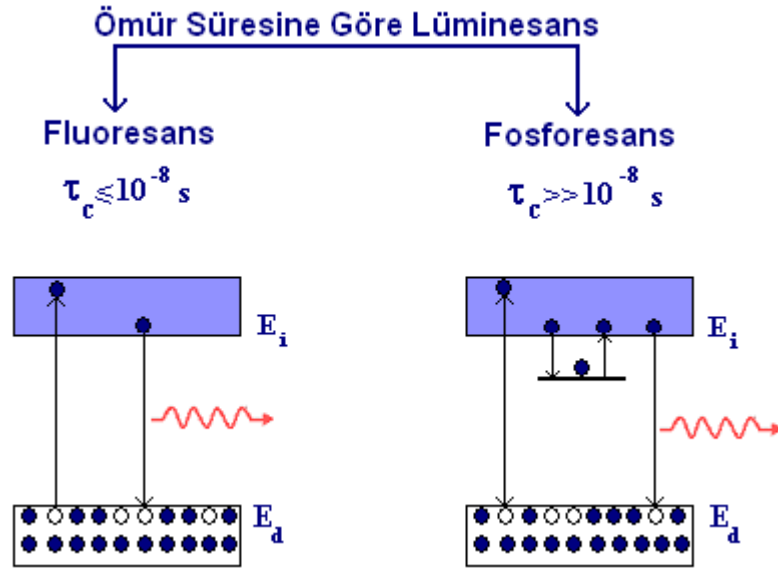 Ömür Süresine Göre Lüminesans
Fluoresans
τc≤10⁻⁸ s
Fosforesans
τc>>10⁻⁸ s
Ei
Ed
Ei
Ed